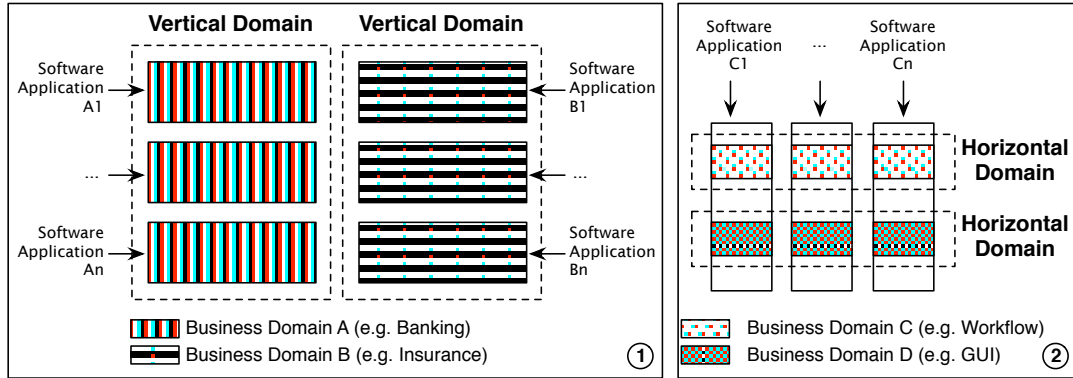 Vertical Domain
Vertical Domain
Software
Application
A1
Software
Application
B1
...
...
Software
Application
An
Software
Application
Bn
Business Domain A (e.g. Banking)
Business Domain B (e.g. Insurance)
1
Software
Application
C1
...
Software
Application
Cn
Horizontal
Domain
Horizontal
Domain
Business Domain C (e.g. Workflow)
Business Domain D (e.g. GUI)
2